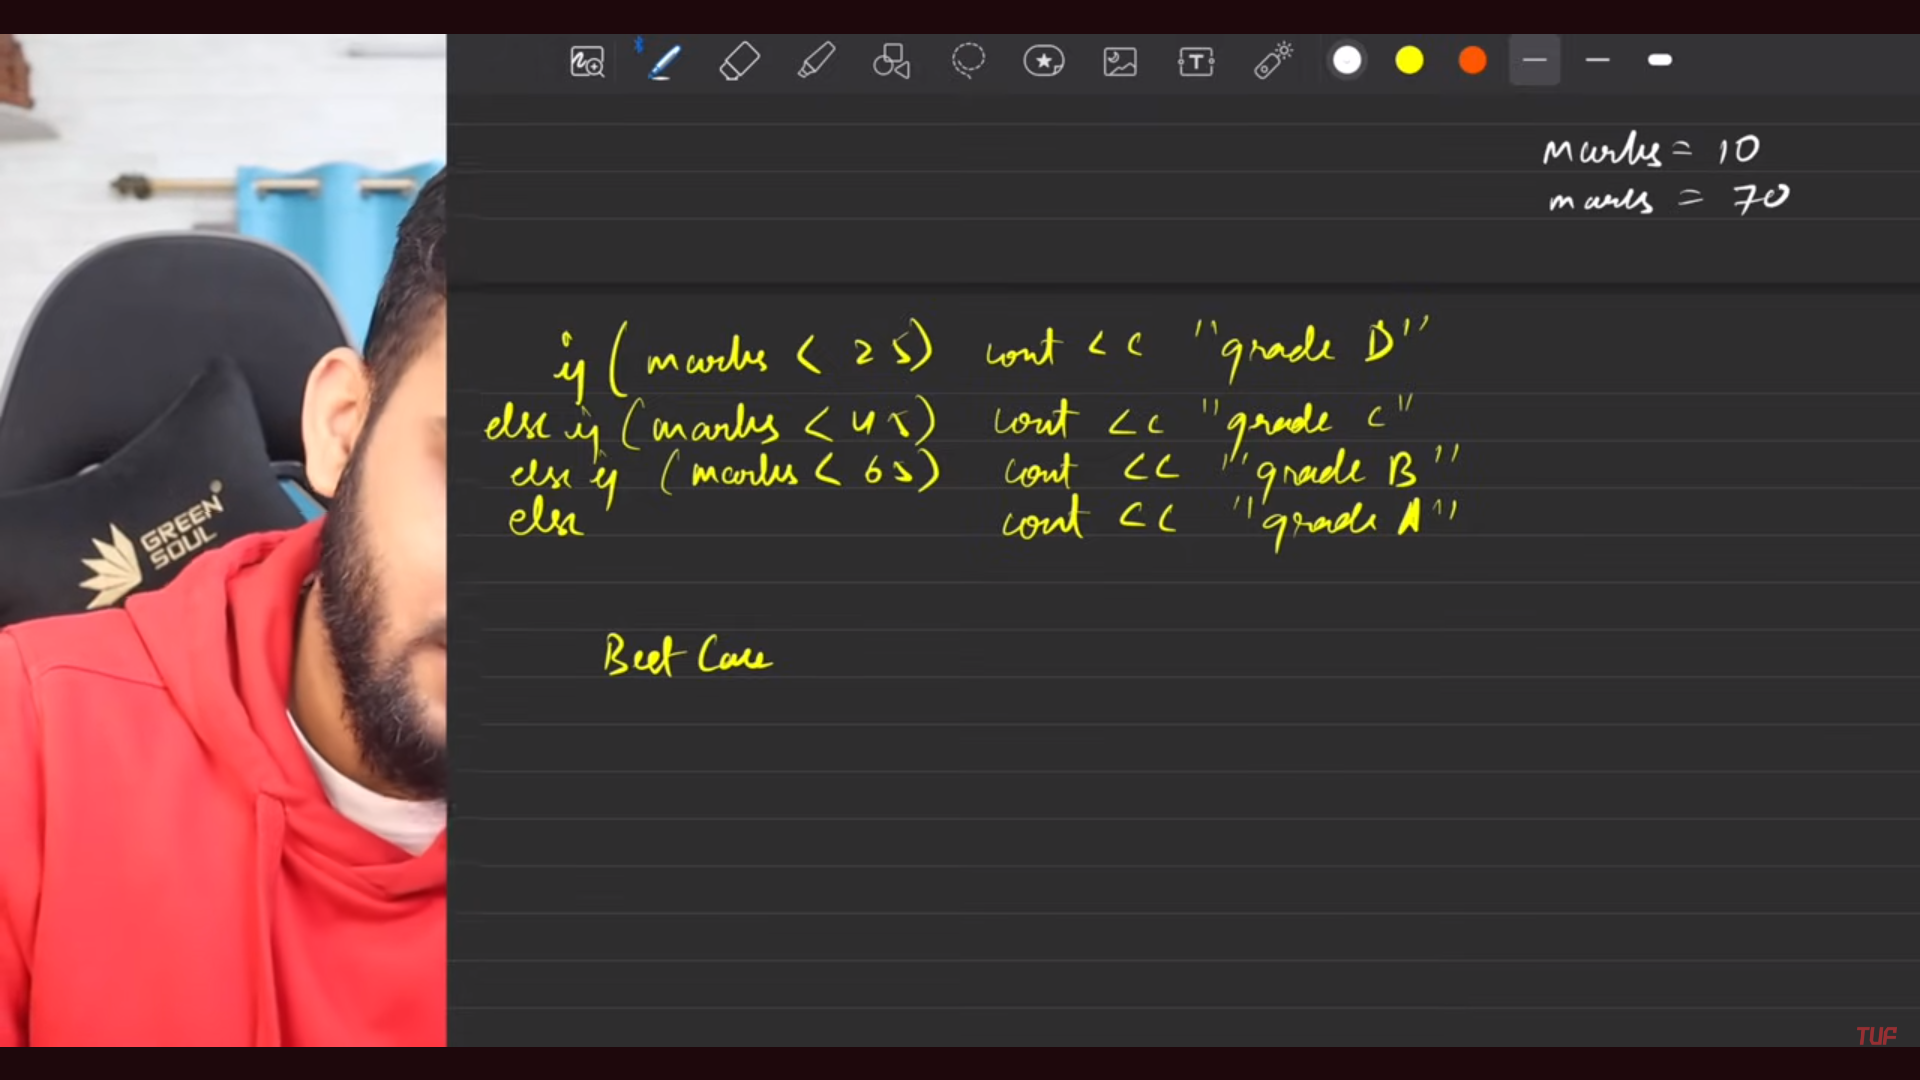 marks = 10
marks = 70
if (marks < 25) cout << "grade D"
else if (marks < 45) cout << "grade C"
else if (marks < 65) cout << "grade B"
else cout << "grade A"
Best Case
GREEN
SOUL
T
TUF